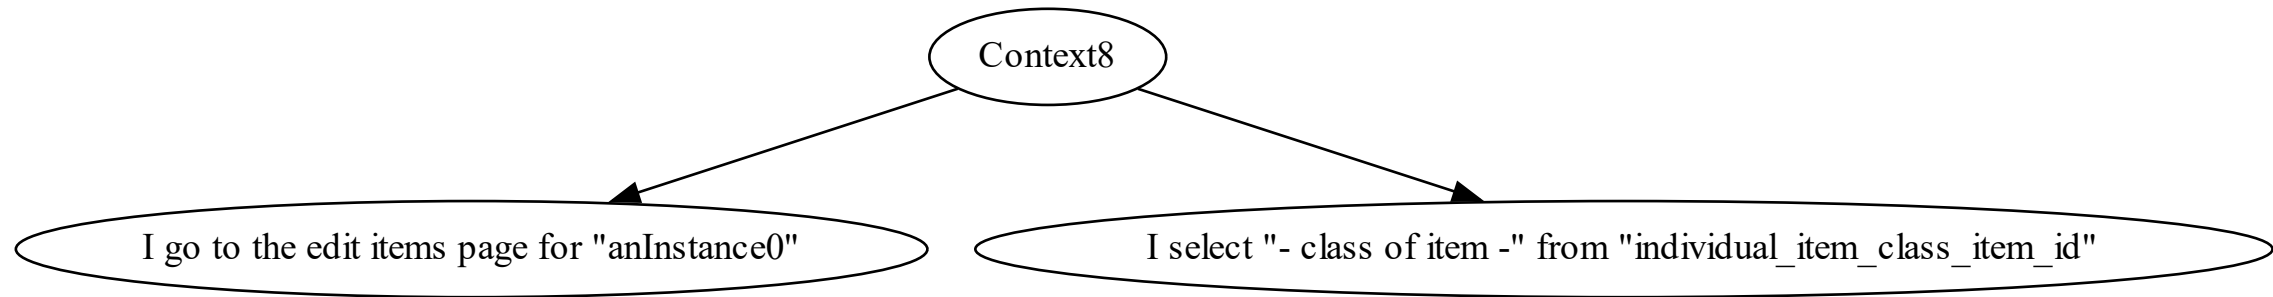 Context8
I go to the edit items page for "anInstance0"
I select "- class of item -" from "individual_item_class_item_id"